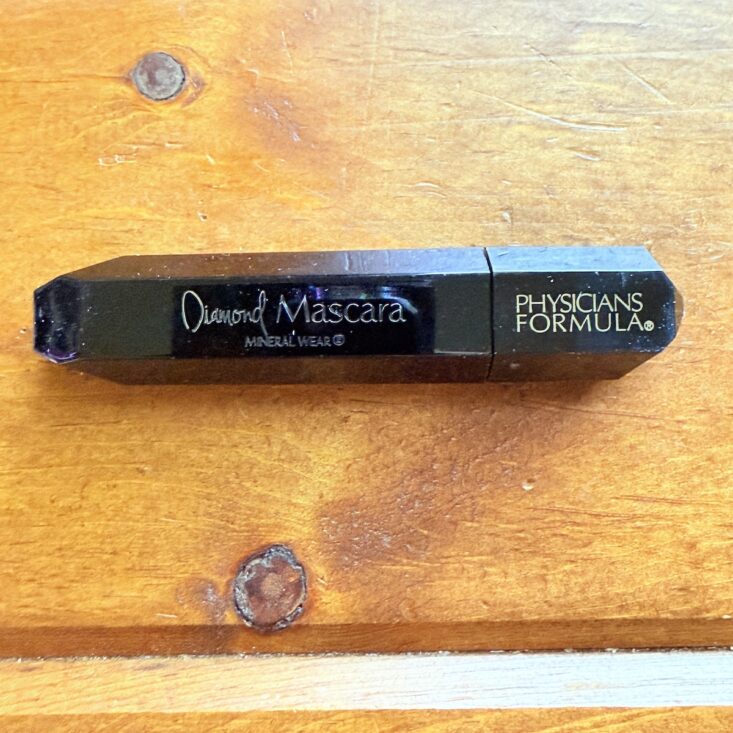 Diamond Mascara
MINERAL WEAR®
PHYSICIANS
FORMULA®